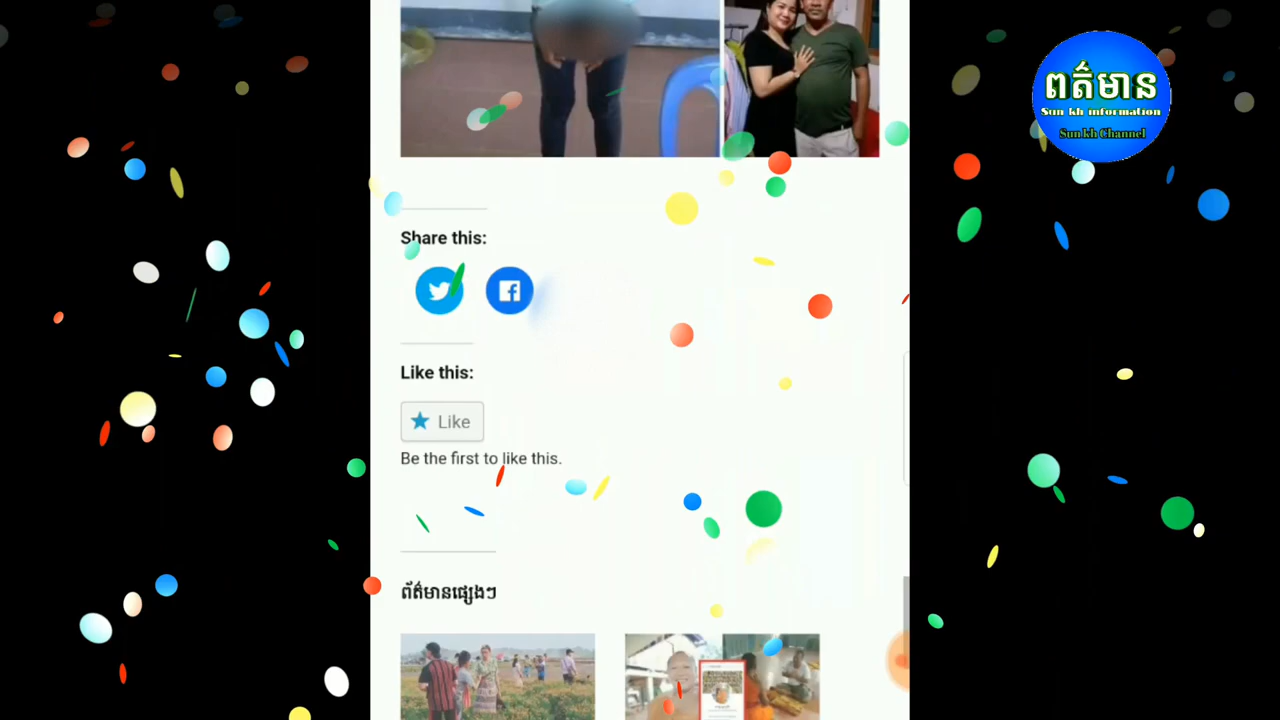 ពត៌មាន
Sun kh information
Sun kh Channel
Share this:
Like this:
Like
Be the first to like this.
ព័ត៌មានផ្សេងៗ